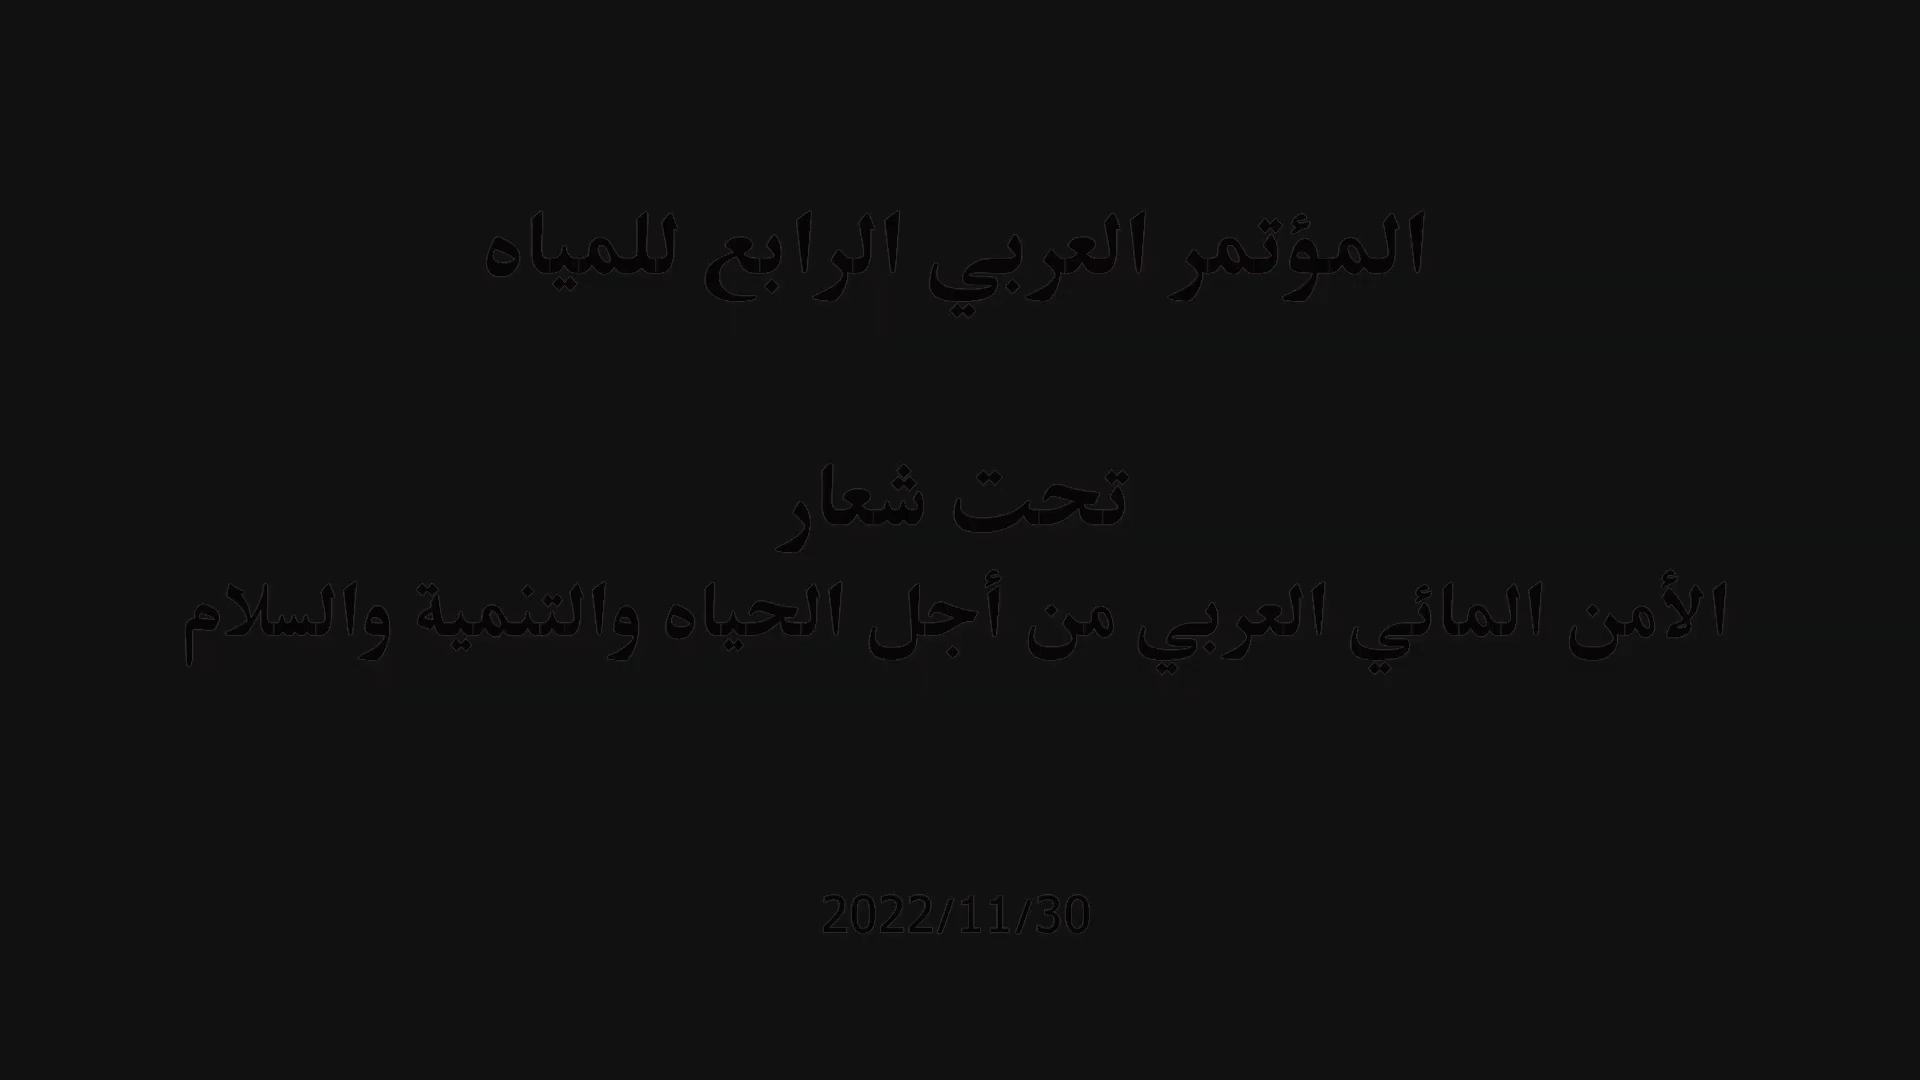 المؤتمر العربي الرابع للمياه
تحت شعار
الأمن المائي العربي من أجل الحياه والتنمية والسلام
2022/11/30